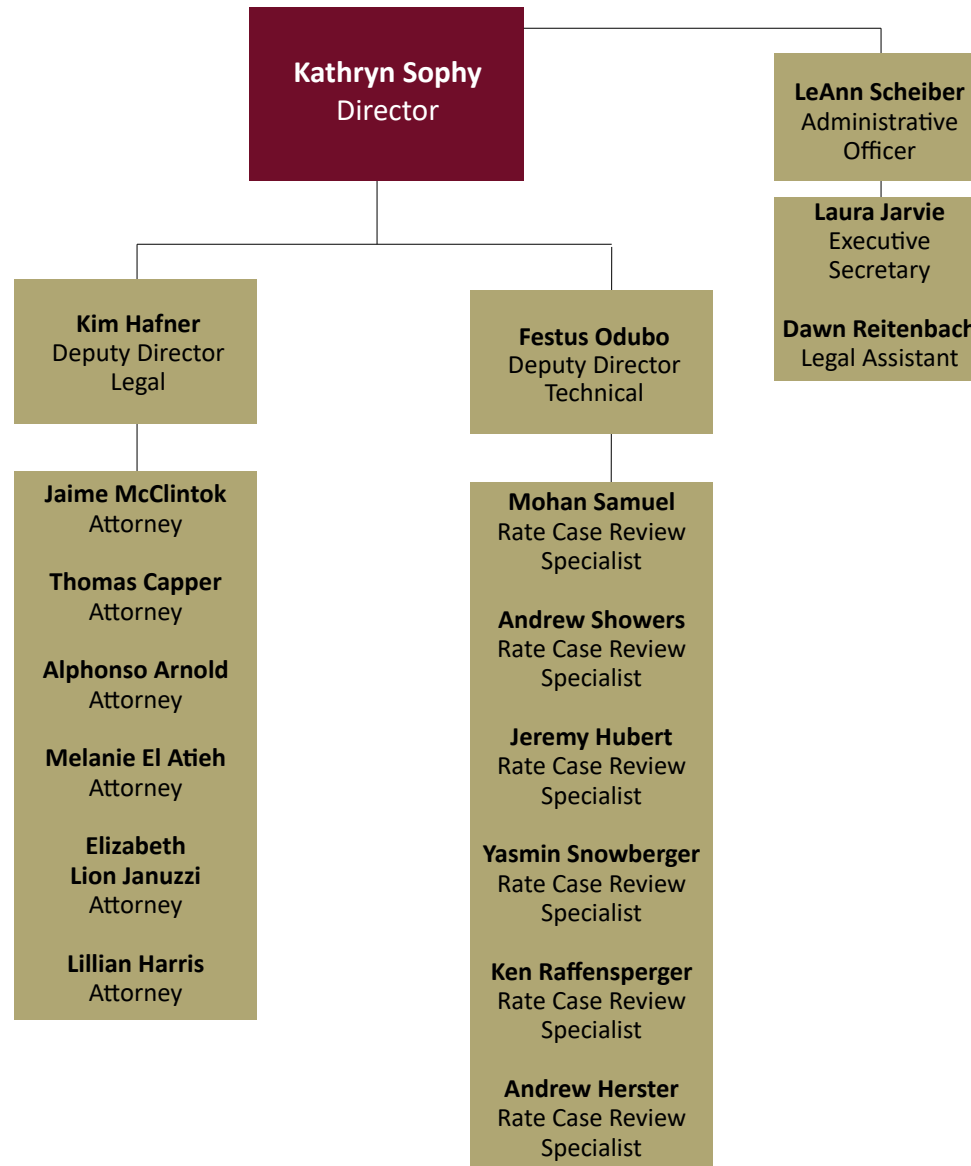 Kathryn Sophy
Director
LeAnn Scheiber
Administrative
Officer
Laura Jarvie
Executive
Secretary
Dawn Reitenbach
Legal Assistant
Kim Hafner
Deputy Director
Legal
Jaime McClintok
Attorney
Thomas Capper
Attorney
Alphonso Arnold
Attorney
Melanie El Atieh
Attorney
Elizabeth
Lion Januzzi
Attorney
Lillian Harris
Attorney
Festus Odubo
Deputy Director
Technical
Mohan Samuel
Rate Case Review
Specialist
Andrew Showers
Rate Case Review
Specialist
Jeremy Hubert
Rate Case Review
Specialist
Yasmin Snowberger
Rate Case Review
Specialist
Ken Raffensperger
Rate Case Review
Specialist
Andrew Herster
Rate Case Review
Specialist